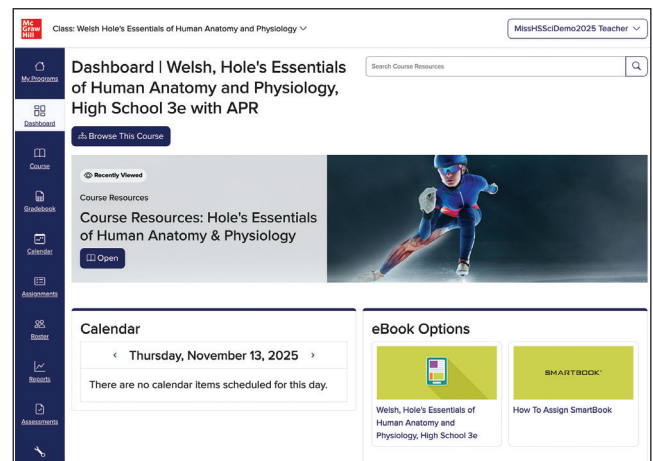 Mc
Graw
Hill
Class: Welsh Hole's Essentials of Human Anatomy and Physiology
MissHSSciDemo2025 Teacher
My Programs
Dashboard
Course
Gradebook
Calendar
Assignments
Roster
Reports
Assessments
Dashboard | Welsh, Hole's Essentials
of Human Anatomy and Physiology,
High School 3e with APR
Search Course Resources
Browse This Course
Recently Viewed
Course Resources
Course Resources: Hole's Essentials
of Human Anatomy & Physiology
Open
Calendar
Thursday, November 13, 2025
There are no calendar items scheduled for this day.
eBook Options
Welsh, Hole's Essentials of
Human Anatomy and
Physiology, High School 3e
SMARTBOOK
How To Assign SmartBook